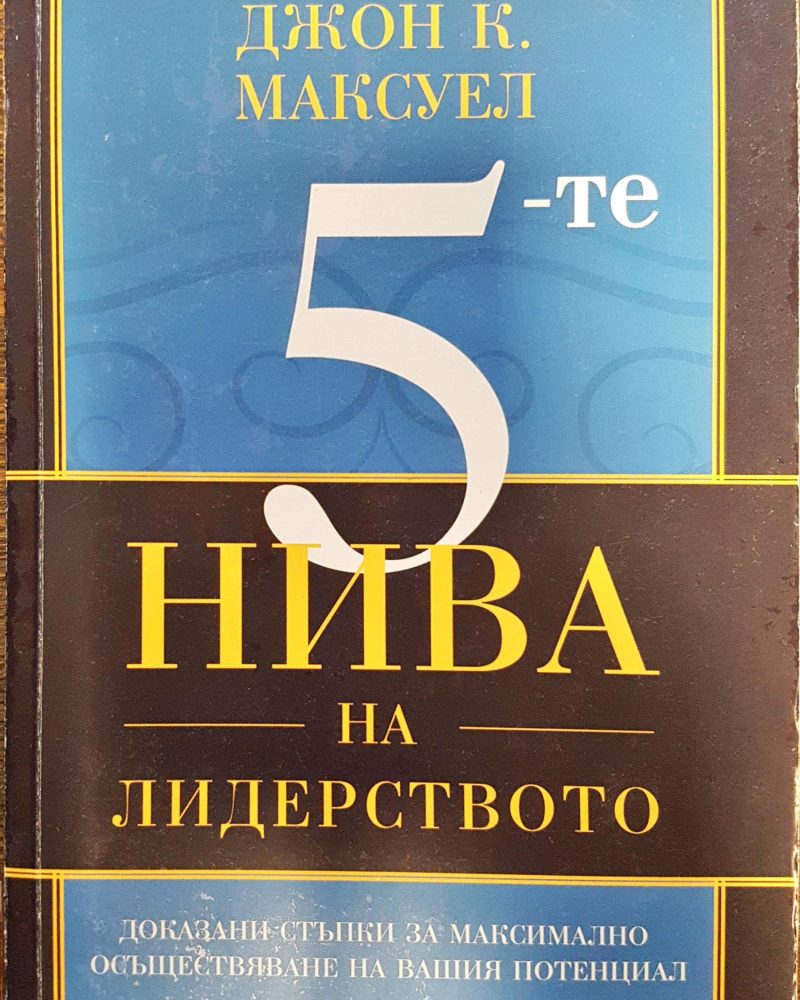 ДЖОН К.
МАКСУЕЛ
5-те
НИВА
НА
ЛИДЕРСТВОТО
ДОКАЗАНИ СТЪПКИ ЗА МАКСИМАЛНО
ОСЪЩЕСТВЯВАНЕ НА ВАШИЯ ПОТЕНЦИАЛ